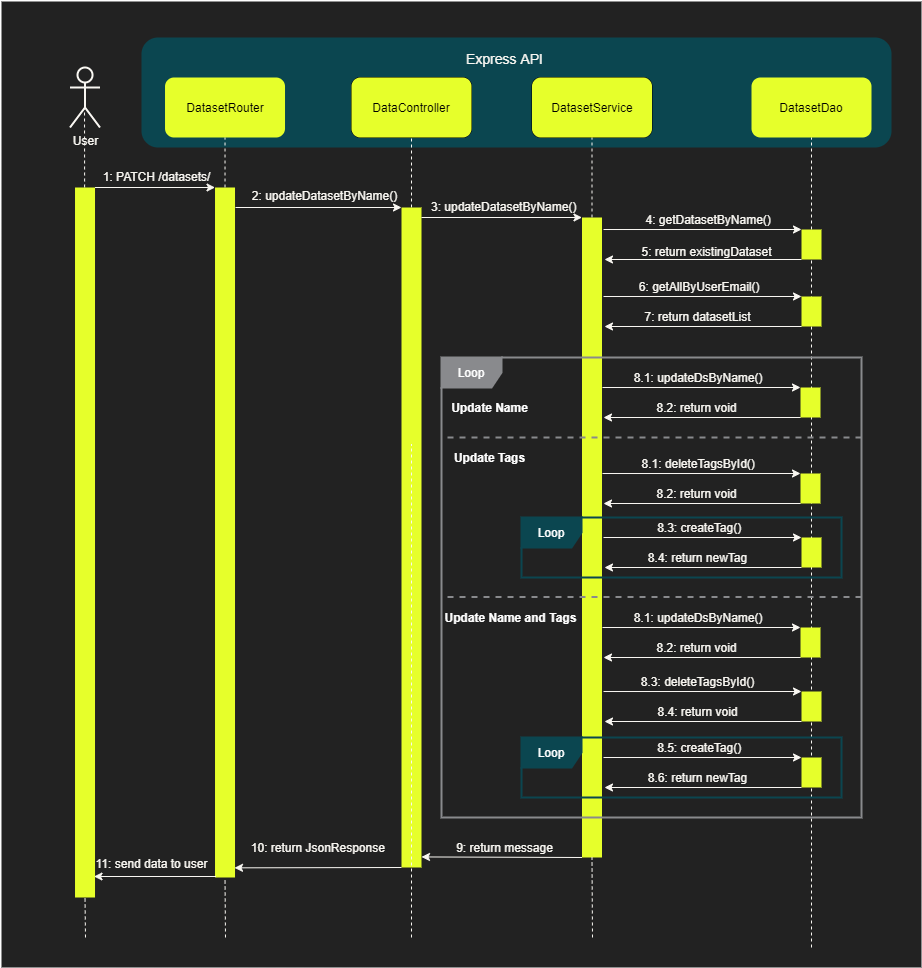 Express API
DatasetRouter
DataController
DatasetService
DatasetDao
User
1: PATCH /datasets/
2: updateDatasetByName()
3: updateDatasetByName()
4: getDatasetByName()
5: return existingDataset
6: getAllByUserEmail()
7: return datasetList
Loop
8.1: updateDsByName()
Update Name
8.2: return void
Update Tags
8.1: deleteTagsById()
8.2: return void
Loop
8.3: createTag()
8.4: return newTag
Update Name and Tags
8.1: updateDsByName()
8.2: return void
8.3: deleteTagsById()
8.4: return void
Loop
8.5: createTag()
8.6: return newTag
10: return JsonResponse
9: return message
11: send data to user